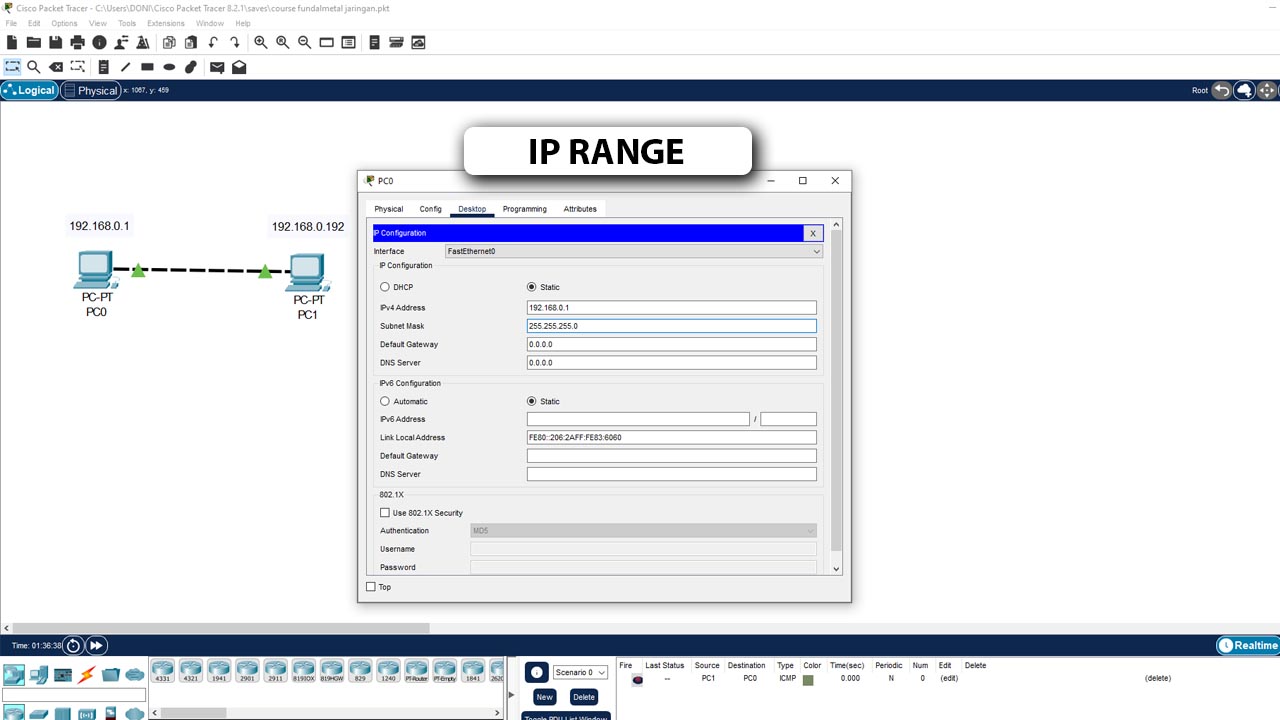 Cisco Packet Tracer - C:\Users\DONI\Cisco Packet Tracer 8.2.1\saves\course fundalmetal jaringan.pkt
File Edit Options View Tools Extensions Window Help
Logical Physical x: 1067, y: 459 Root
IP RANGE
PC0
Physical Config Desktop Programming Attributes
IP Configuration X
Interface FastEthernet0
IP Configuration
DHCP Static
IPv4 Address 192.168.0.1
Subnet Mask 255.255.255.0
Default Gateway 0.0.0.0
DNS Server 0.0.0.0
IPv6 Configuration
Automatic Static
IPv6 Address /
Link Local Address FE80::206:2AFF:FE83:6060
Default Gateway
DNS Server
802.1X
Use 802.1X Security
Authentication MD5
Username
Password
Top
192.168.0.1
PC-PT
PC0
192.168.0.192
PC-PT
PC1
Time: 01:36:38 Realtime
4331 4321 1941 2901 2911 819IOX 819HGW 829 1240 PT-Router PT-Empty 1841 2620
Scenario 0
New Delete
Toggle PDU List Window
Fire Last Status Source Destination Type Color Time(sec) Periodic Num Edit Delete
-- PC1 PC0 ICMP 0.000 N 0 (edit) (delete)